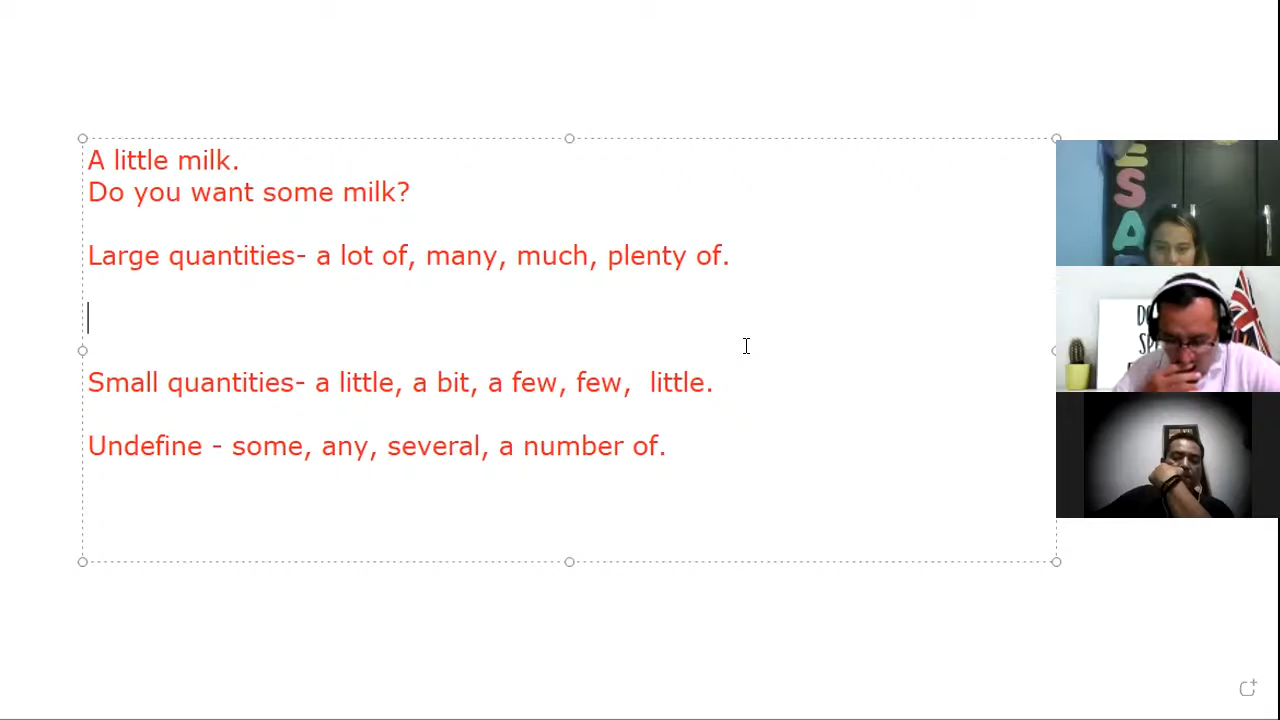 A little milk.
Do you want some milk?
Large quantities- a lot of, many, much, plenty of.
Small quantities- a little, a bit, a few, few,  little.
Undefine - some, any, several, a number of.
ESA